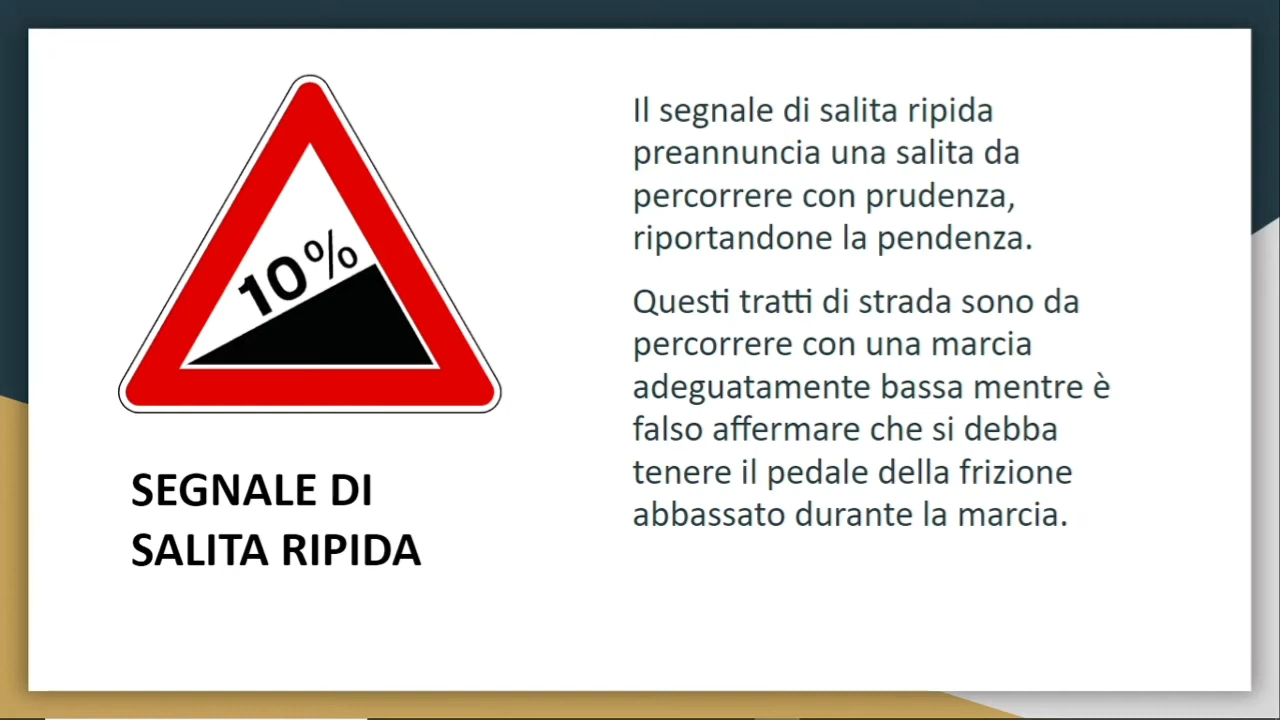 10%
SEGNALE DI
SALITA RIPIDA
Il segnale di salita ripida
preannuncia una salita da
percorrere con prudenza,
riportandone la pendenza.
Questi tratti di strada sono da
percorrere con una marcia
adeguatamente bassa mentre è
falso affermare che si debba
tenere il pedale della frizione
abbassato durante la marcia.